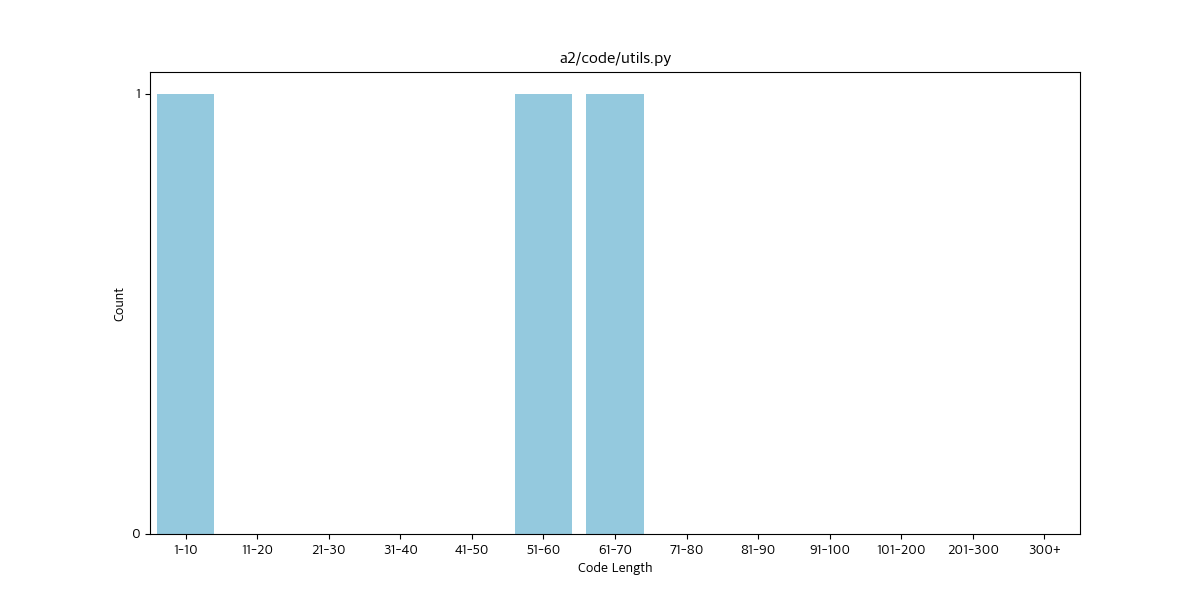 a2/code/utils.py
1
Count
0
1-10 11-20 21-30 31-40 41-50 51-60 61-70 71-80 81-90 91-100 101-200 201-300 300+
Code Length